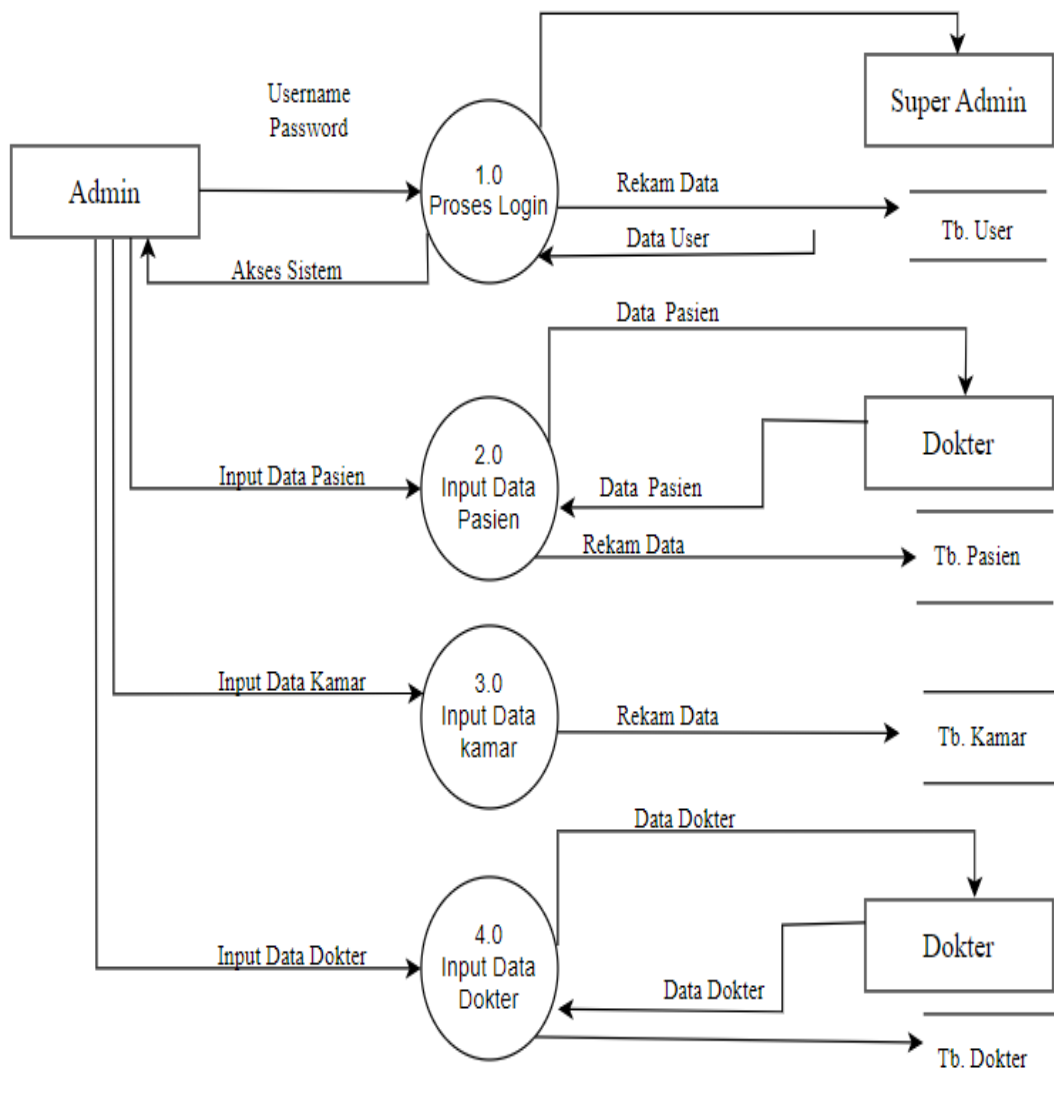 Username
Password
Super Admin
Admin
1.0
Proses Login
Rekam Data
Tb. User
Data User
Akses Sistem
Data Pasien
Dokter
2.0
Input Data
Pasien
Input Data Pasien
Data Pasien
Rekam Data
Tb. Pasien
3.0
Input Data
kamar
Input Data Kamar
Rekam Data
Tb. Kamar
Data Dokter
4.0
Input Data
Dokter
Input Data Dokter
Dokter
Data Dokter
Tb. Dokter